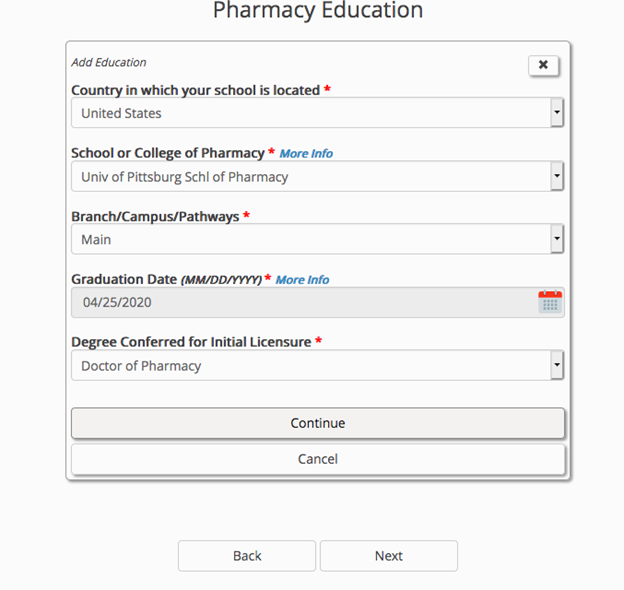 Pharmacy Education
Add Education
Country in which your school is located *
United States
School or College of Pharmacy * More Info
Univ of Pittsburg Schl of Pharmacy
Branch/Campus/Pathways *
Main
Graduation Date (MM/DD/YYYY) * More Info
04/25/2020
Degree Conferred for Initial Licensure *
Doctor of Pharmacy
Continue
Cancel
Back Next